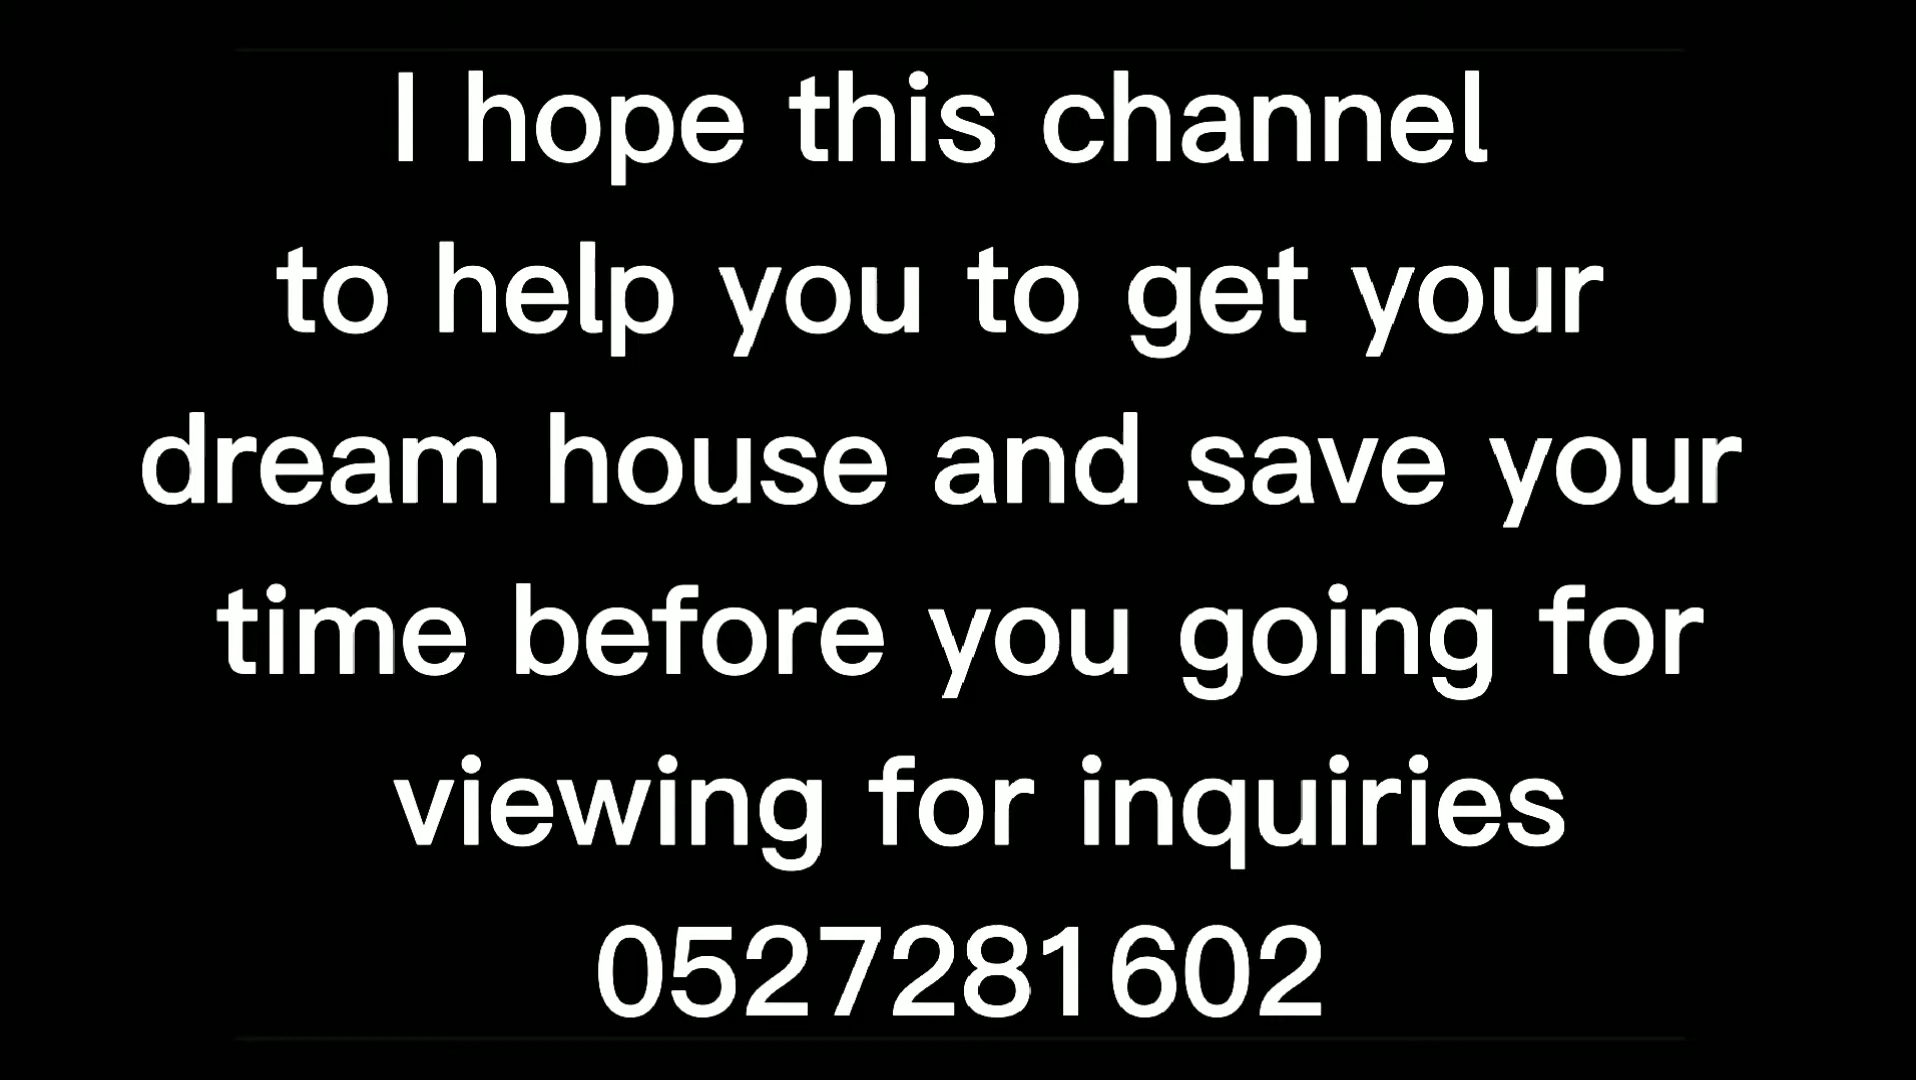 I hope this channel
to help you to get your
dream house and save your
time before you going for
viewing for inquiries
0527281602